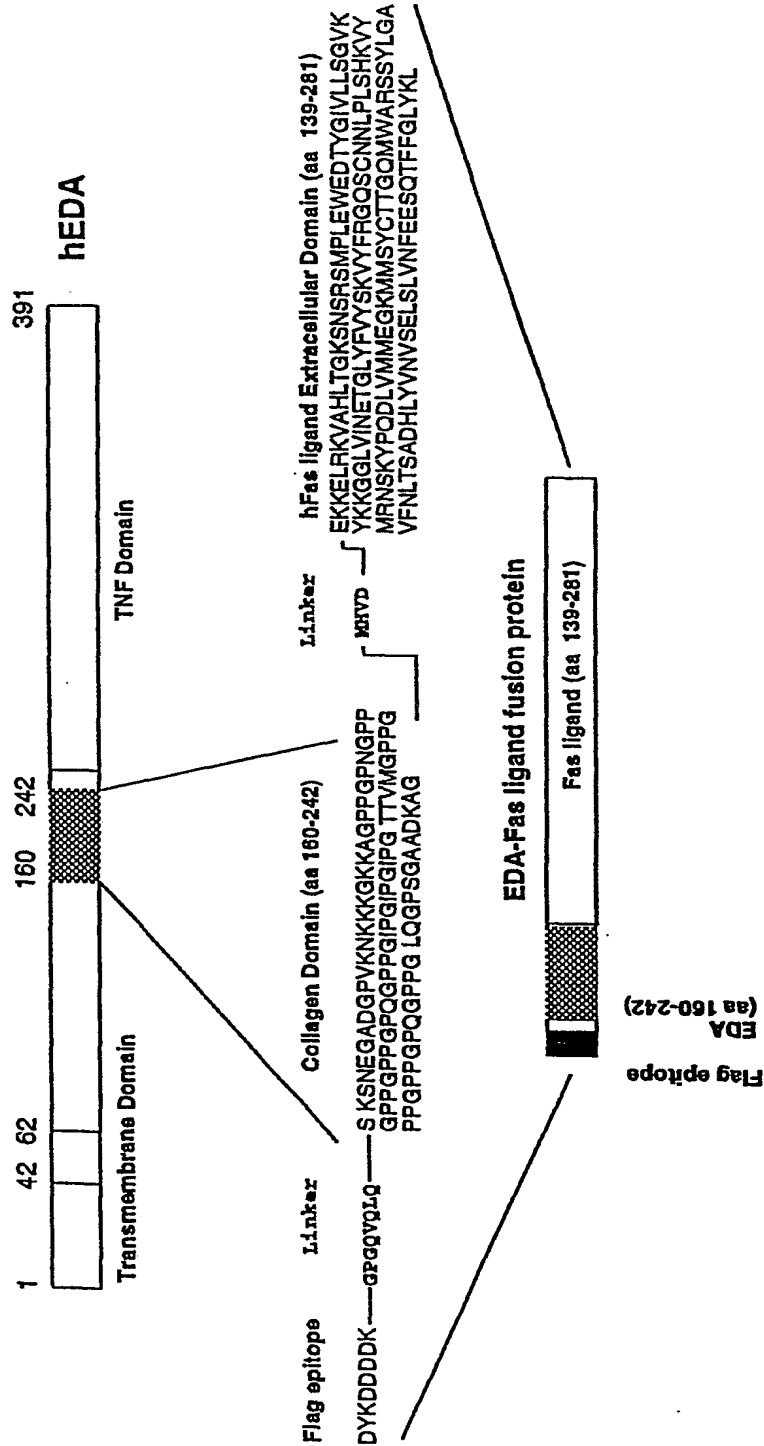 hEDA
1 42 62 160 242 391
Transmembrane Domain TNF Domain
Flag epitope Linker Collagen Domain (aa 160-242) Linker hFas ligand Extracellular Domain (aa 139-281)
DYKDDDDK GPGQVQLQ SKSNEGADGPVKNKKKGKKAGPPGPNGPP MHVD EKKELRKVAHLTGKSNSRSMPLEWEDTYGIVLLSGVK
GPPGPPGPQGPPGIPGIPGIPG TTVMGPPG YKKGGLVINETGLYFVYSKVYFRGQSCNNLPLSHKVY
PPGPPGPQGPPG LQGPSGAADKAG MRNSKYPQDLVMMEGKMMSYCTTGQMWARSSYLGA
VFNLTSADHLYVNVSELSLVNFEESQTFFGLYKL
EDA-Fas ligand fusion protein
Flag epitope EDA Fas ligand (aa 139-281)
(aa 160-242)